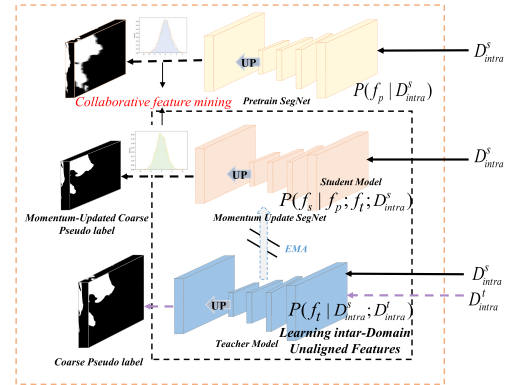 D^s_intra
UP
Collaborative feature mining
Pretrain SegNet
P(f_p | D^s_intra)
D^s_intra
UP
Student Model
Momentum-Updated Coarse
Pseudo label
Momentum Update SegNet
P(f_s | f_p; f_t; D^s_intra)
EMA
D^s_intra
D^t_intra
UP
P(f_t | D^s_intra; D^t_intra)
Learning intar-Domain
Unaligned Features
Teacher Model
Coarse Pseudo label